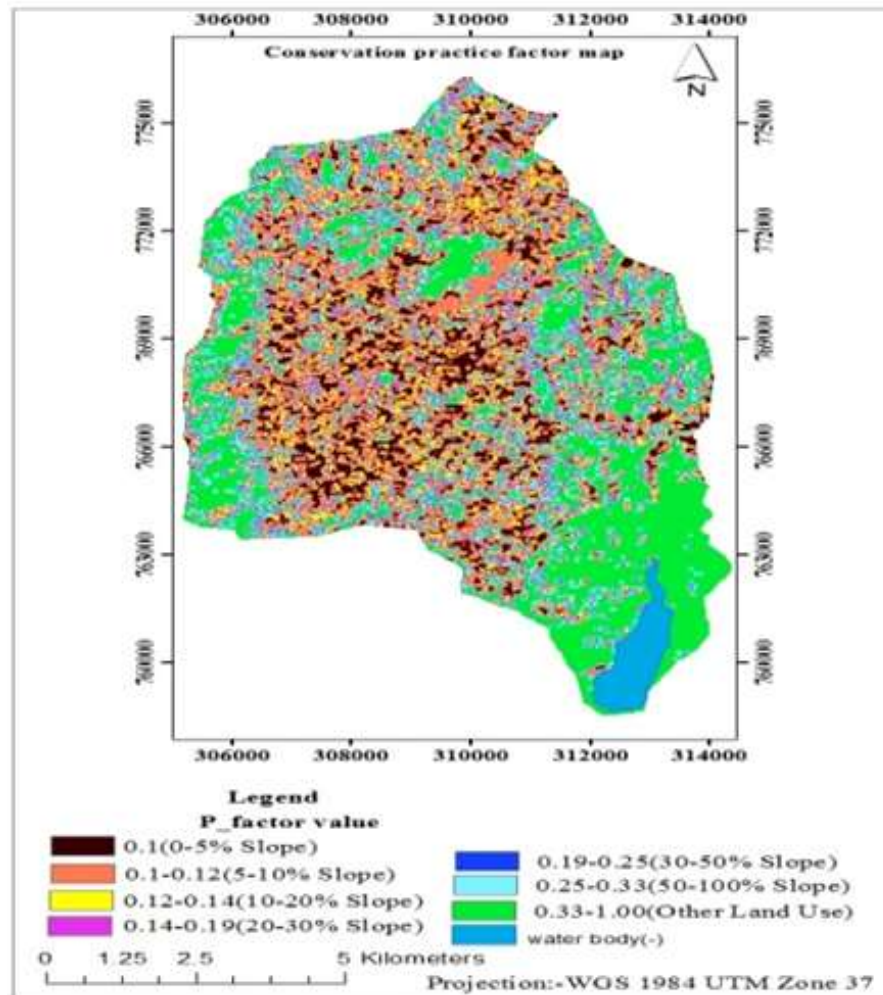 306000 308000 310000 312000 314000
Conservation practice factor map
N
775000 775000
772000 772000
769000 769000
766000 766000
763000 763000
760000 760000
306000 308000 310000 312000 314000
Legend
P_factor value
0.1(0-5% Slope)
0.1-0.12(5-10% Slope)
0.12-0.14(10-20% Slope)
0.14-0.19(20-30% Slope)
0.19-0.25(30-50% Slope)
0.25-0.33(50-100% Slope)
0.33-1.00(Other Land Use)
water body(-)
0 1.25 2.5 5 Kilometers
Projection:-WGS 1984 UTM Zone 37